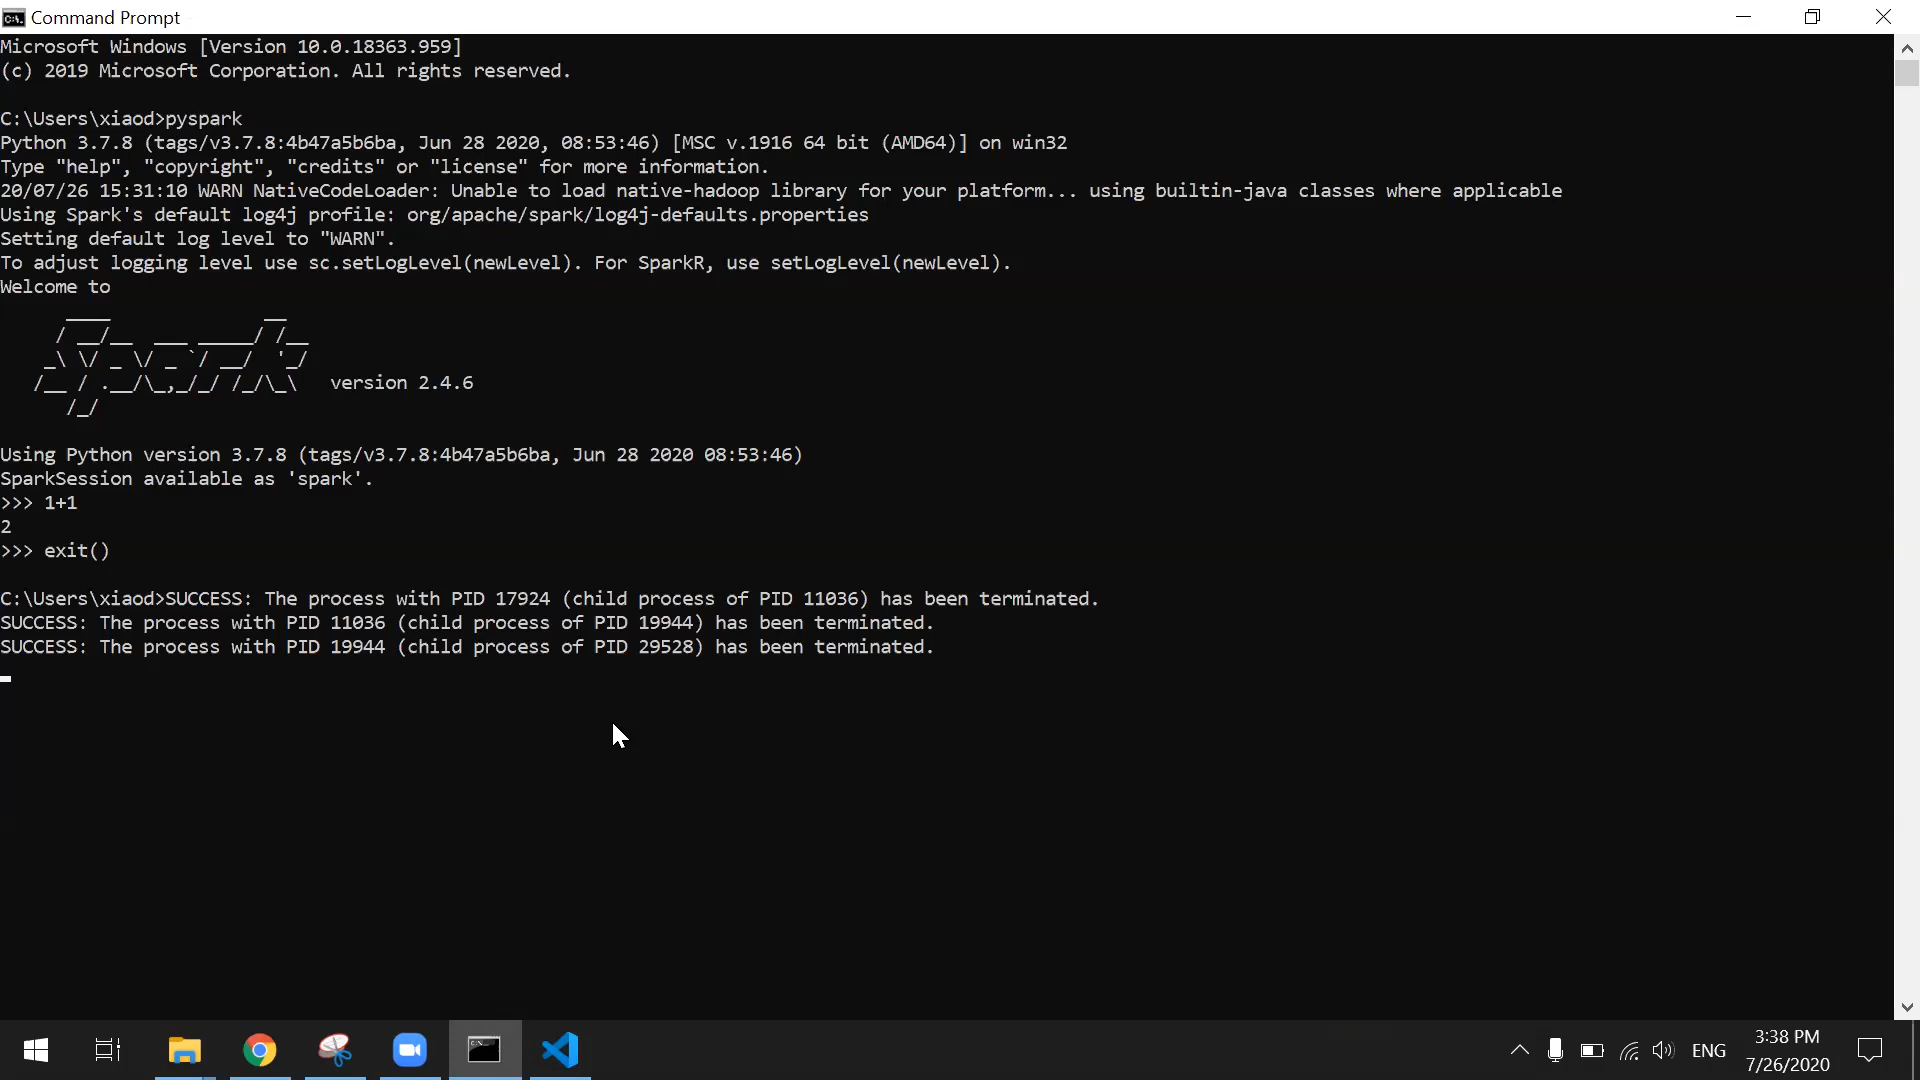 Command Prompt
Microsoft Windows [Version 10.0.18363.959]
(c) 2019 Microsoft Corporation. All rights reserved.
C:\Users\xiaod>pyspark
Python 3.7.8 (tags/v3.7.8:4b47a5b6ba, Jun 28 2020, 08:53:46) [MSC v.1916 64 bit (AMD64)] on win32
Type "help", "copyright", "credits" or "license" for more information.
20/07/26 15:31:10 WARN NativeCodeLoader: Unable to load native-hadoop library for your platform... using builtin-java classes where applicable
Using Spark's default log4j profile: org/apache/spark/log4j-defaults.properties
Setting default log level to "WARN".
To adjust logging level use sc.setLogLevel(newLevel). For SparkR, use setLogLevel(newLevel).
Welcome to
      ____              __
     / __/__  ___ _____/ /__
    _\ \/ _ \/ _ `/ __/  '_/
   /__ / .__/\_,_/_/ /_/\_\   version 2.4.6
      /_/
Using Python version 3.7.8 (tags/v3.7.8:4b47a5b6ba, Jun 28 2020 08:53:46)
SparkSession available as 'spark'.
>>> 1+1
2
>>> exit()
C:\Users\xiaod>SUCCESS: The process with PID 17924 (child process of PID 11036) has been terminated.
SUCCESS: The process with PID 11036 (child process of PID 19944) has been terminated.
SUCCESS: The process with PID 19944 (child process of PID 29528) has been terminated.
ENG
3:38 PM
7/26/2020